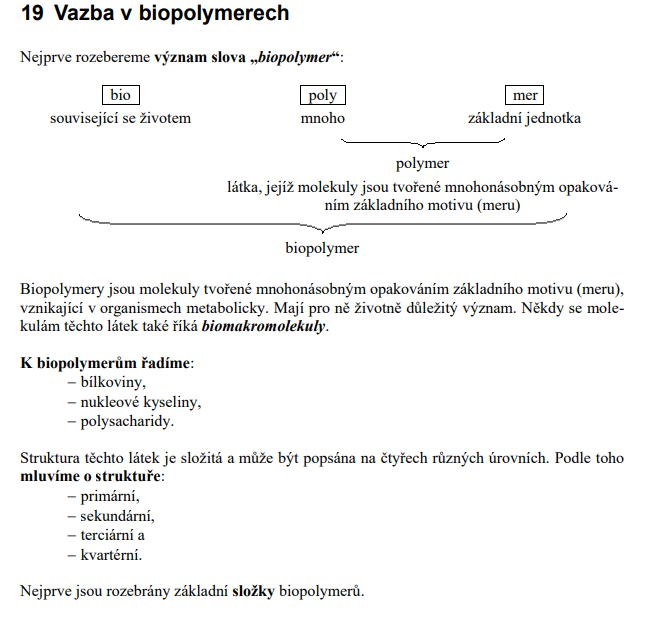 19 Vazba v biopolymerech
Nejprve rozebereme význam slova „biopolymer“:
bio poly mer
související se životem mnoho základní jednotka
polymer
látka, jejíž molekuly jsou tvořené mnohonásobným opaková-
ním základního motivu (meru)
biopolymer
Biopolymery jsou molekuly tvořené mnohonásobným opakováním základního motivu (meru),
vznikající v organismech metabolicky. Mají pro ně životně důležitý význam. Někdy se mole-
kulám těchto látek také říká biomakromolekuly.
K biopolymerům řadíme:
– bílkoviny,
– nukleové kyseliny,
– polysacharidy.
Struktura těchto látek je složitá a může být popsána na čtyřech různých úrovních. Podle toho
mluvíme o struktuře:
– primární,
– sekundární,
– terciární a
– kvartérní.
Nejprve jsou rozebrány základní složky biopolymerů.